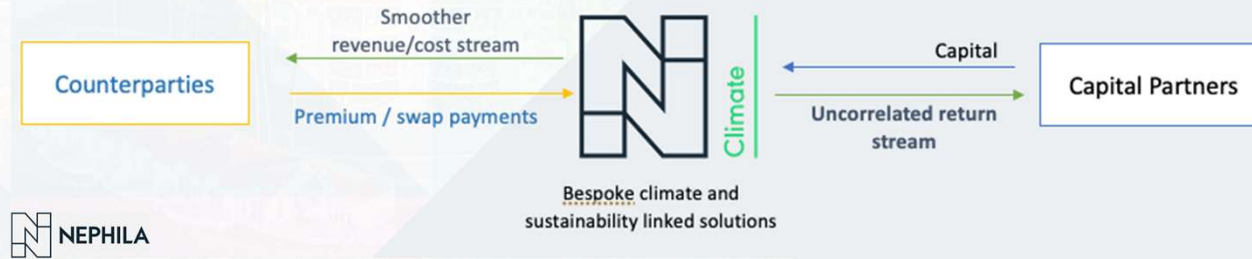 Smoother
revenue/cost stream
Counterparties
Premium / swap payments
Climate
Bespoke climate and
sustainability linked solutions
Capital
Uncorrelated return
stream
Capital Partners
NEPHILA